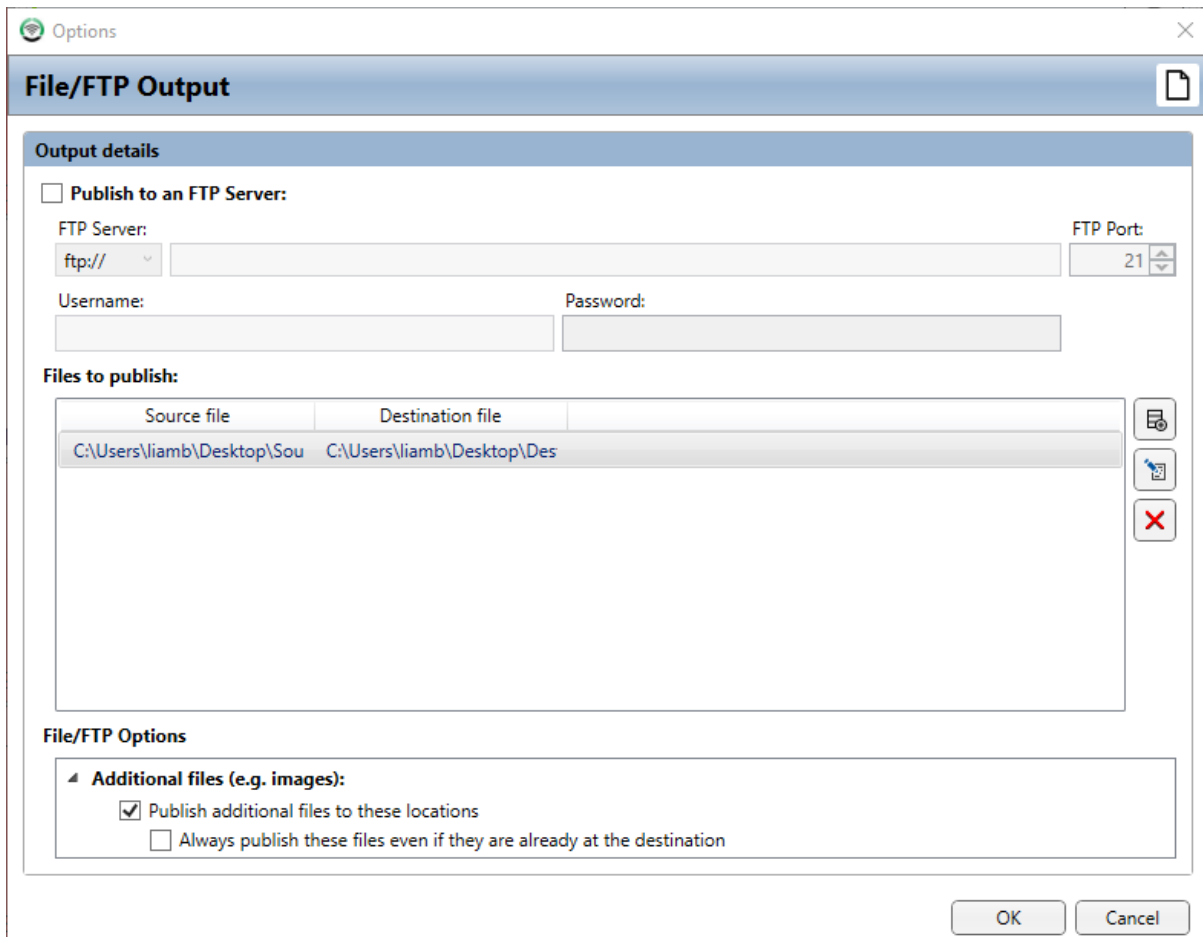 Options
File/FTP Output
Output details
Publish to an FTP Server:
FTP Server:
FTP Port:
ftp://
21
Username:
Password:
Files to publish:
Source file
Destination file
C:\Users\liamb\Desktop\Sou
C:\Users\liamb\Desktop\Des
File/FTP Options
Additional files (e.g. images):
Publish additional files to these locations
Always publish these files even if they are already at the destination
OK
Cancel